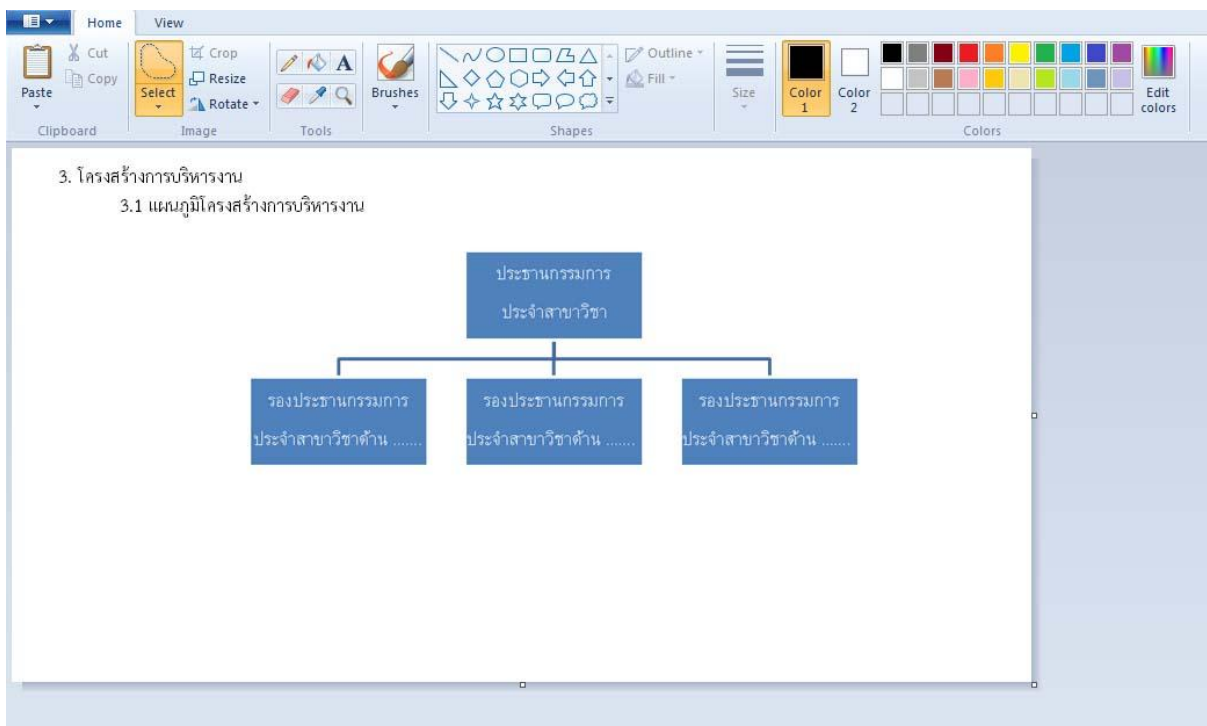 Home View
Cut
Copy
Paste
Clipboard
Select
Crop
Resize
Rotate
Image
A
Tools
Brushes
Outline
Fill
Shapes
Size
Color 1
Color 2
Edit colors
Colors
3. โครงสร้างการบริหารงาน
3.1 แผนภูมิโครงสร้างการบริหารงาน
ประธานกรรมการ
ประจำสาขาวิชา
รองประธานกรรมการ
ประจำสาขาวิชาด้าน .......
รองประธานกรรมการ
ประจำสาขาวิชาด้าน .......
รองประธานกรรมการ
ประจำสาขาวิชาด้าน .......